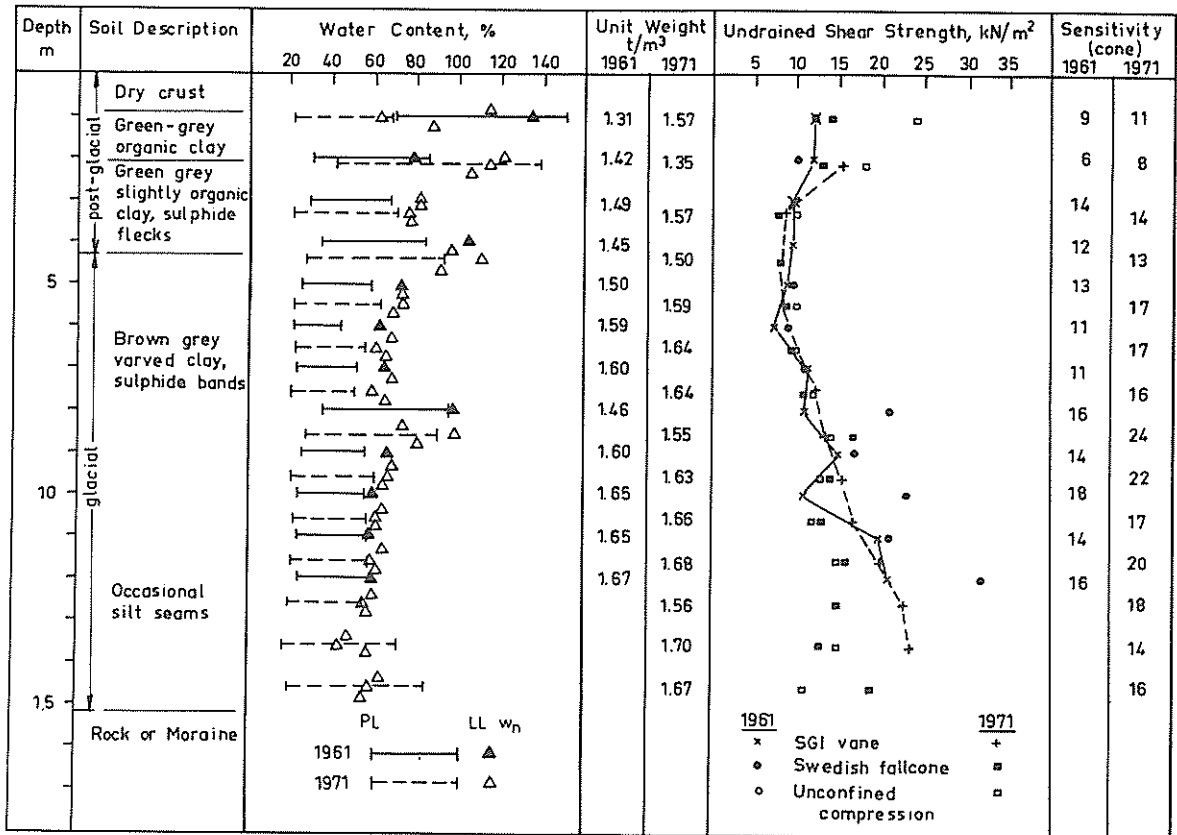 Depth
m
Soil Description
Water Content, %
Unit Weight
t/m³
1961 1971
Undrained Shear Strength, kN/m²
Sensitivity
(cone)
1961 1971
20 40 60 80 100 120 140
5 10 15 20 25 30 35
post-glacial
glacial
Dry crust
Green-grey
organic clay
Green grey
slightly organic
clay, sulphide
flecks
Brown grey
varved clay,
sulphide bands
Occasional
silt seams
Rock or Moraine
5
10
15
1.31 1.57
1.42 1.35
1.49 1.57
1.45
1.50
1.50
1.59
1.59
1.64
1.60
1.64
1.46
1.55
1.60
1.63
1.65
1.66
1.65
1.68
1.67
1.56
1.70
1.67
9 11
6 8
14 14
12
13
13
17
11
17
11
16
16
24
14
22
18
17
14
20
16
18
14
16
PL LL wn
1961
1971
1961 1971
x SGI vane +
Swedish fallcone
Unconfined
compression